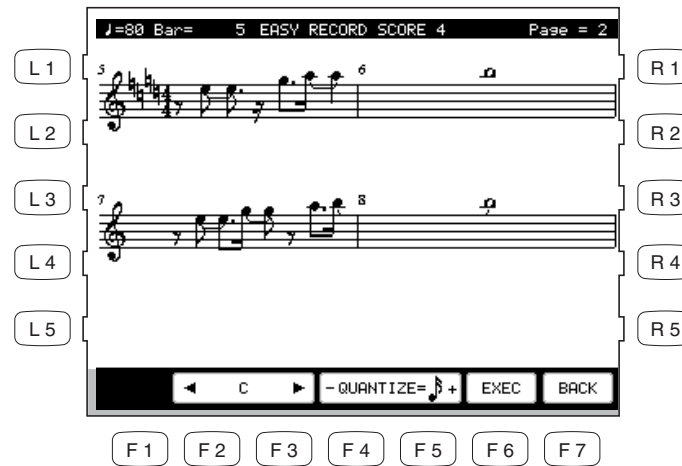 ♩=80 Bar= 5 EASY RECORD SCORE 4 Page = 2
L 1 R 1
5 6
L 2 R 2
L 3 R 3
7 8
L 4 R 4
L 5 R 5
◄ C ► -QUANTIZE= + EXEC BACK
F 1 F 2 F 3 F 4 F 5 F 6 F 7